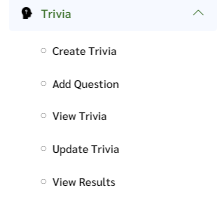 Trivia
Create Trivia
Add Question
View Trivia
Update Trivia
View Results